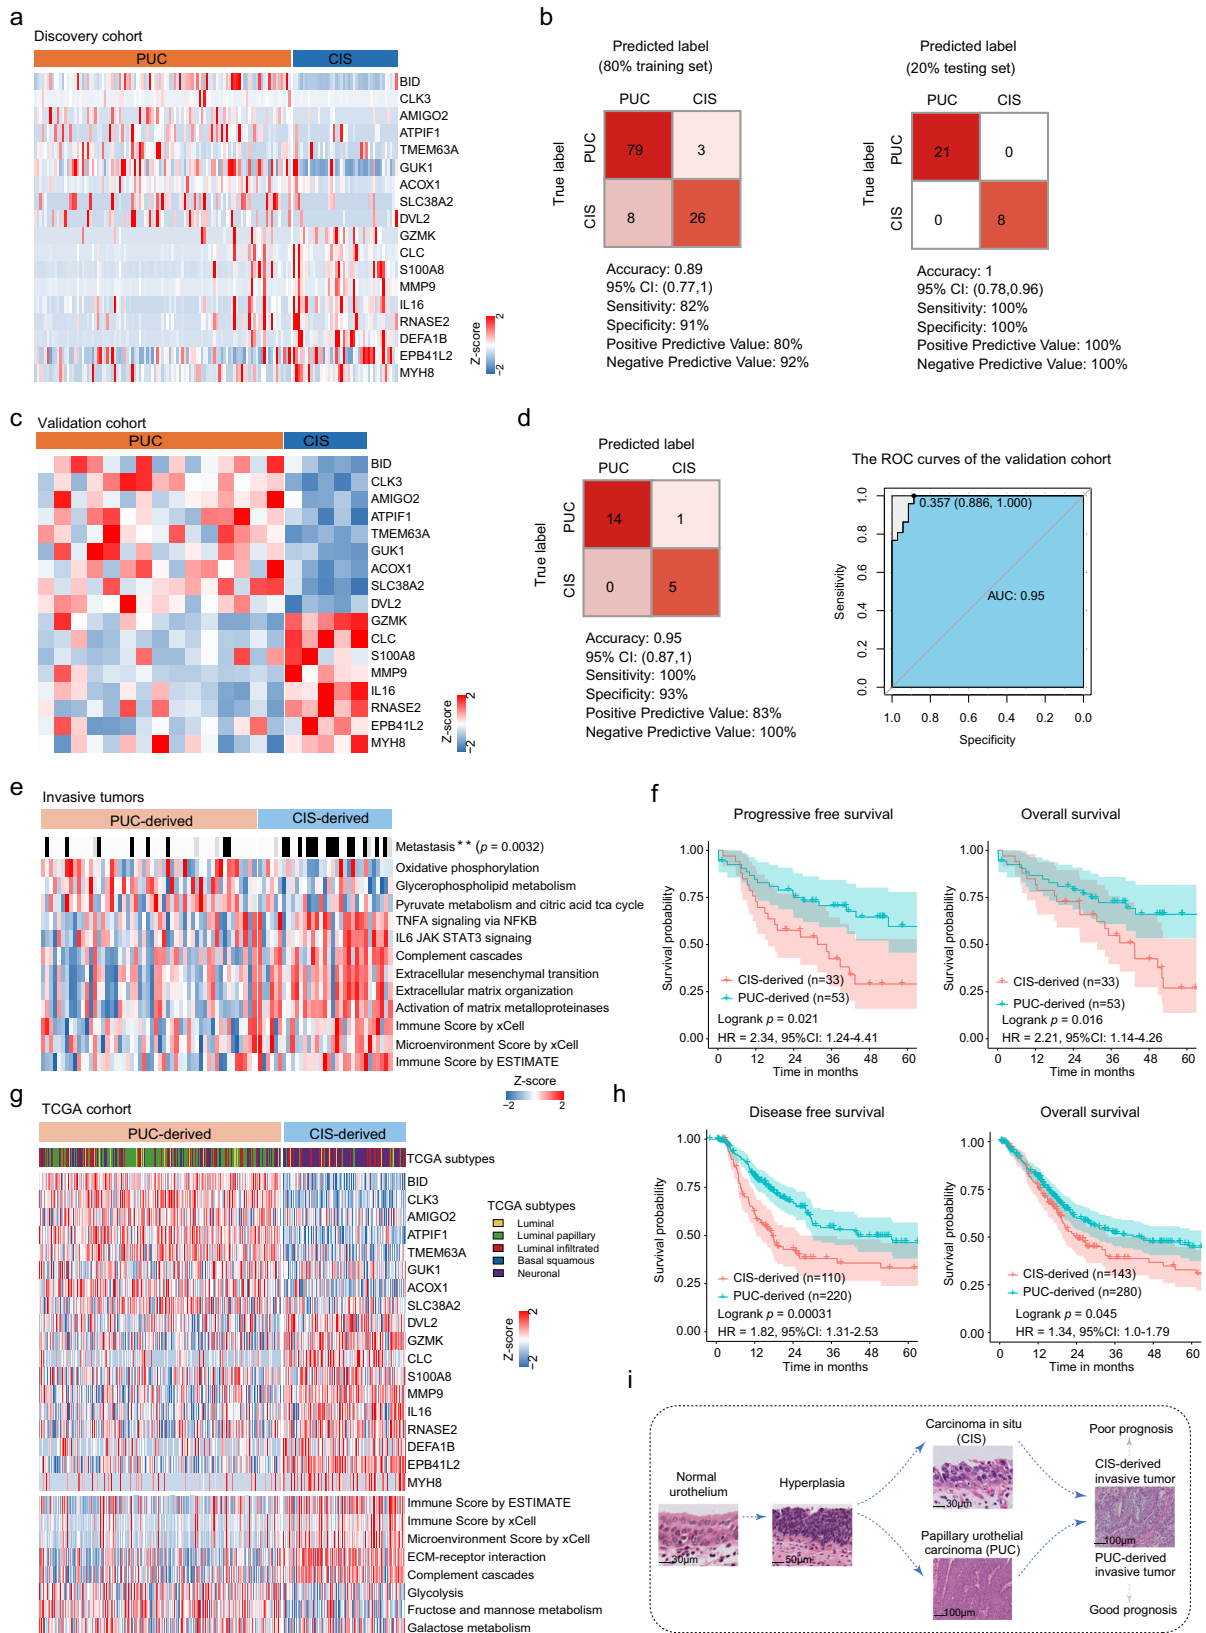 a
Discovery cohort
PUC
CIS
BID
CLK3
AMIGO2
ATPIF1
TMEM63A
GUK1
ACOX1
SLC38A2
DVL2
GZMK
CLC
S100A8
MMP9
IL16
RNASE2
DEFA1B
EPB41L2
MYH8
Z-score
2
−2
b
Predicted label
(80% training set)
PUC CIS
True label
PUC
CIS
79 3
8 26
Accuracy: 0.89
95% CI: (0.77,1)
Sensitivity: 82%
Specificity: 91%
Positive Predictive Value: 80%
Negative Predictive Value: 92%
Predicted label
(20% testing set)
PUC CIS
True label
PUC
CIS
21 0
0 8
Accuracy: 1
95% CI: (0.78,0.96)
Sensitivity: 100%
Specificity: 100%
Positive Predictive Value: 100%
Negative Predictive Value: 100%
c
Validation cohort
PUC
CIS
BID
CLK3
AMIGO2
ATPIF1
TMEM63A
GUK1
ACOX1
SLC38A2
DVL2
GZMK
CLC
S100A8
MMP9
IL16
RNASE2
EPB41L2
MYH8
Z-score
2
−2
d
Predicted label
PUC CIS
True label
PUC
CIS
14 1
0 5
Accuracy: 0.95
95% CI: (0.87,1)
Sensitivity: 100%
Specificity: 93%
Positive Predictive Value: 83%
Negative Predictive Value: 100%
The ROC curves of the validation cohort
0.357 (0.886, 1.000)
AUC: 0.95
Sensitivity
1.0
0.8
0.6
0.4
0.2
0.0
1.0 0.8 0.6 0.4 0.2 0.0
Specificity
e
Invasive tumors
PUC-derived
CIS-derived
Metastasis** (p = 0.0032)
Oxidative phosphorylation
Glycerophospholipid metabolism
Pyruvate metabolism and citric acid tca cycle
TNFA signaling via NFKB
IL6 JAK STAT3 signaing
Complement cascades
Extracellular mesenchymal transition
Extracellular matrix organization
Activation of matrix metalloproteinases
Immune Score by xCell
Microenvironment Score by xCell
Immune Score by ESTIMATE
Z-score
−2 0 2
f
Progressive free survival
Survival probability
1.00
0.75
0.50
0.25
0.00
CIS-derived (n=33)
PUC-derived (n=53)
Logrank p = 0.021
HR = 2.34, 95%CI: 1.24-4.41
0 12 24 36 48 60
Time in months
Overall survival
Survival probability
1.00
0.75
0.50
0.25
0.00
CIS-derived (n=33)
PUC-derived (n=53)
Logrank p = 0.016
HR = 2.21, 95%CI: 1.14-4.26
0 12 24 36 48 60
Time in months
g
TCGA corhort
PUC-derived
CIS-derived
TCGA subtypes
BID
CLK3
AMIGO2
ATPIF1
TMEM63A
GUK1
ACOX1
SLC38A2
DVL2
GZMK
CLC
S100A8
MMP9
IL16
RNASE2
DEFA1B
EPB41L2
MYH8
Immune Score by ESTIMATE
Immune Score by xCell
Microenvironment Score by xCell
ECM-receptor interaction
Complement cascades
Glycolysis
Fructose and mannose metabolism
Galactose metabolism
TCGA subtypes
Luminal
Luminal papillary
Luminal infiltrated
Basal squamous
Neuronal
Z-score
2
−2
h
Disease free survival
Survival probability
1.00
0.75
0.50
0.25
0.00
CIS-derived (n=110)
PUC-derived (n=220)
Logrank p = 0.00031
HR = 1.82, 95%CI: 1.31-2.53
0 12 24 36 48 60
Time in months
Overall survival
Survival probability
1.00
0.75
0.50
0.25
0.00
CIS-derived (n=143)
PUC-derived (n=280)
Logrank p = 0.045
HR = 1.34, 95%CI: 1.0-1.79
0 12 24 36 48 60
Time in months
i
Normal
urothelium
30μm
Hyperplasia
50μm
Carcinoma in situ
(CIS)
30μm
Papillary urothelial
carcinoma (PUC)
100μm
Poor prognosis
CIS-derived
invasive tumor
100μm
PUC-derived
invasive tumor
Good prognosis